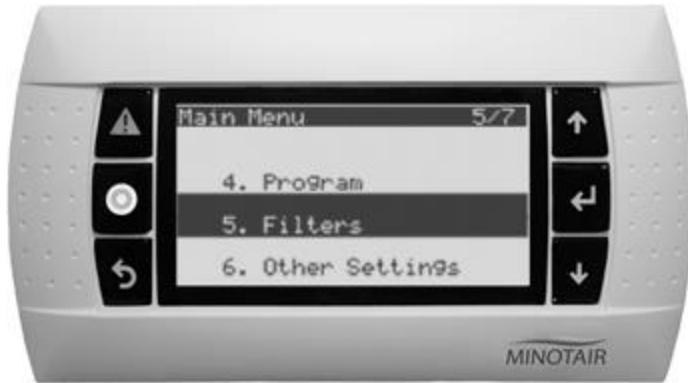 Main Menu 5/7
4. Program
5. Filters
6. Other Settings
MINOTAIR